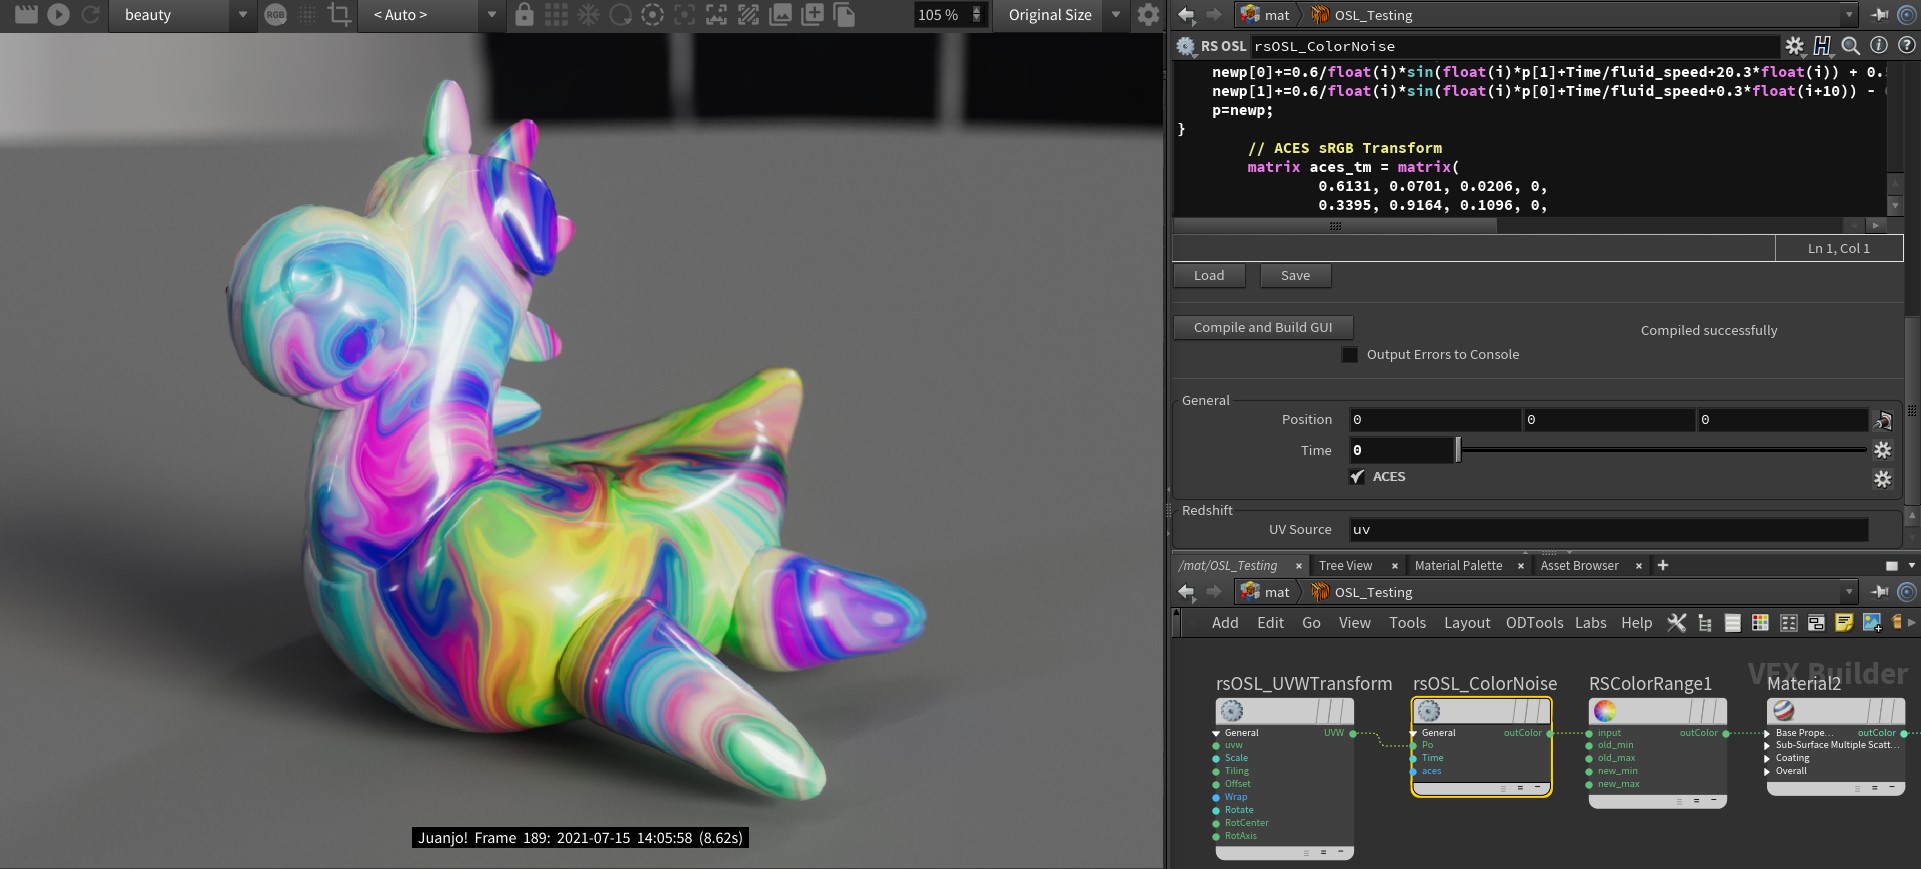 beauty
RGB
< Auto >
105 %
Original Size
Juanjo! Frame 189: 2021-07-15 14:05:58 (8.62s)
mat
OSL_Testing
RS OSL
rsOSL_ColorNoise
newp[0]+=0.6/float(i)*sin(float(i)*p[1]+Time/fluid_speed+20.3*float(i)) + 0.
newp[1]+=0.6/float(i)*sin(float(i)*p[0]+Time/fluid_speed+0.3*float(i+10)) -
p=newp;
}
// ACES sRGB Transform
matrix aces_tm = matrix(
0.6131, 0.0701, 0.0206, 0,
0.3395, 0.9164, 0.1096, 0,
Ln 1, Col 1
Load
Save
Compile and Build GUI
Compiled successfully
Output Errors to Console
General
Position 0 0 0
Time 0
ACES
Redshift
UV Source uv
/mat/OSL_Testing
Tree View
Material Palette
Asset Browser
mat
OSL_Testing
Add Edit Go View Tools Layout ODTools Labs Help
VFX Builder
rsOSL_UVWTransform
General
UVW
uvw
Scale
Tiling
Offset
Wrap
Rotate
RotCenter
RotAxis
rsOSL_ColorNoise
General
outColor
Po
Time
aces
RSColorRange1
input
outColor
old_min
old_max
new_min
new_max
Material2
Base Prope...
outColor
Sub-Surface Multiple Scatt...
Coating
Overall